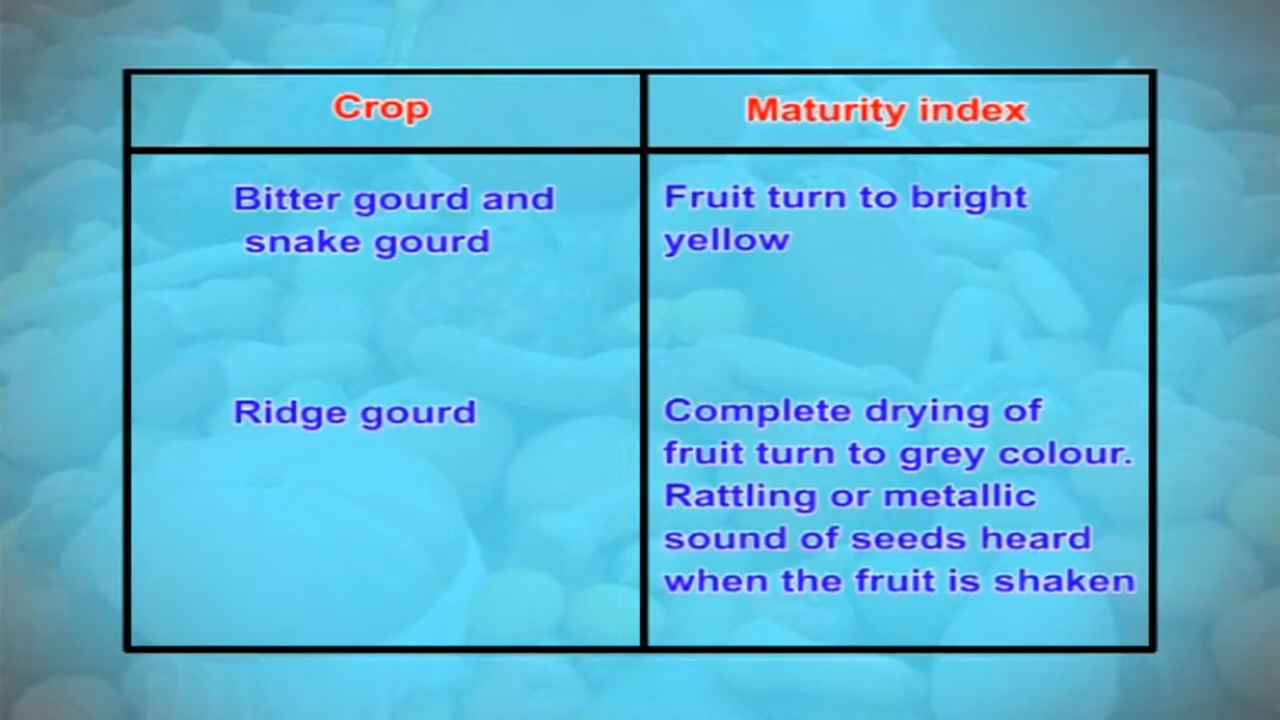 Crop
Maturity index
Bitter gourd and
snake gourd
Fruit turn to bright
yellow
Ridge gourd
Complete drying of
fruit turn to grey colour.
Rattling or metallic
sound of seeds heard
when the fruit is shaken